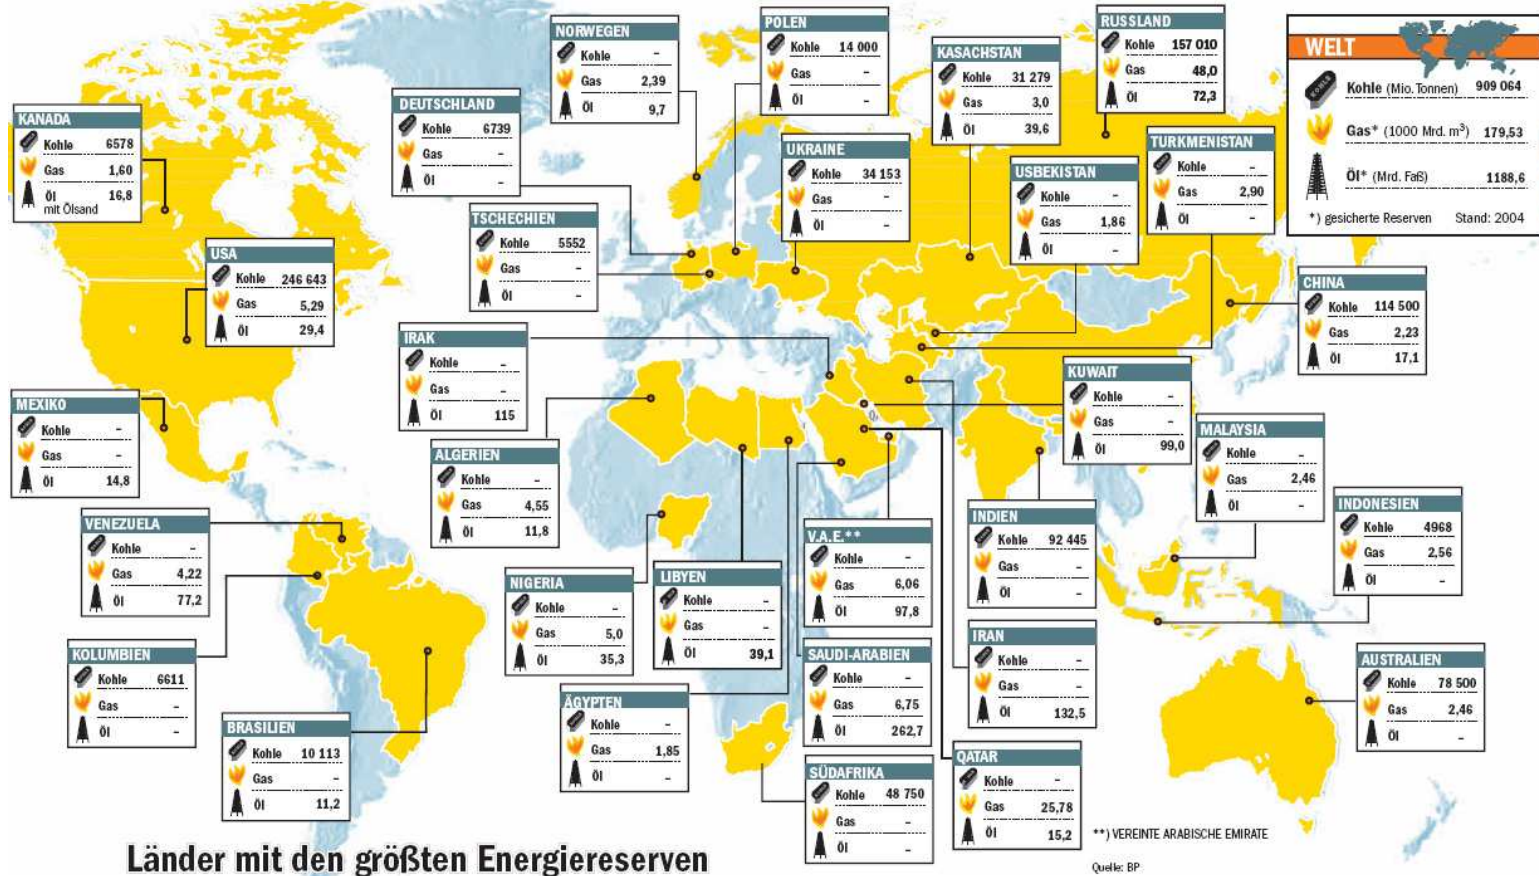 NORWEGEN
Kohle –
Gas 2,39
Öl 9,7
POLEN
Kohle 14 000
Gas –
Öl –
KASACHSTAN
Kohle 31 279
Gas 3,0
Öl 39,6
RUSSLAND
Kohle 157 010
Gas 48,0
Öl 72,3
WELT
Kohle (Mio. Tonnen) 909 064
Gas* (1000 Mrd. m³) 179,53
Öl* (Mrd. Faß) 1188,6
*) gesicherte Reserven Stand: 2004
KANADA
Kohle 6578
Gas 1,60
Öl 16,8
mit Ölsand
DEUTSCHLAND
Kohle 6739
Gas –
Öl –
UKRAINE
Kohle 34 153
Gas –
Öl –
USBEKISTAN
Kohle –
Gas 1,86
Öl –
TURKMENISTAN
Kohle –
Gas 2,90
Öl –
TSCHECHIEN
Kohle 5552
Gas –
Öl –
USA
Kohle 246 643
Gas 5,29
Öl 29,4
CHINA
Kohle 114 500
Gas 2,23
Öl 17,1
IRAK
Kohle –
Gas –
Öl 115
KUWAIT
Kohle –
Gas –
Öl 99,0
MEXIKO
Kohle –
Gas –
Öl 14,8
ALGERIEN
Kohle –
Gas 4,55
Öl 11,8
MALAYSIA
Kohle –
Gas 2,46
Öl –
INDONESIEN
Kohle 4968
Gas 2,56
Öl –
VENEZUELA
Kohle –
Gas 4,22
Öl 77,2
NIGERIA
Kohle –
Gas 5,0
Öl 35,3
LIBYEN
Kohle –
Gas –
Öl 39,1
V.A.E.**
Kohle –
Gas 6,06
Öl 97,8
INDIEN
Kohle 92 445
Gas –
Öl –
KOLUMBIEN
Kohle 6611
Gas –
Öl –
SAUDI-ARABIEN
Kohle –
Gas 6,75
Öl 262,7
IRAN
Kohle –
Gas –
Öl 132,5
AUSTRALIEN
Kohle 78 500
Gas 2,46
Öl –
BRASILIEN
Kohle 10 113
Gas –
Öl 11,2
ÄGYPTEN
Kohle –
Gas 1,85
Öl –
SÜDAFRIKA
Kohle 48 750
Gas –
Öl –
QATAR
Kohle –
Gas 25,78
Öl 15,2
**) VEREINTE ARABISCHE EMIRATE
Länder mit den größten Energiereserven
Quelle: BP